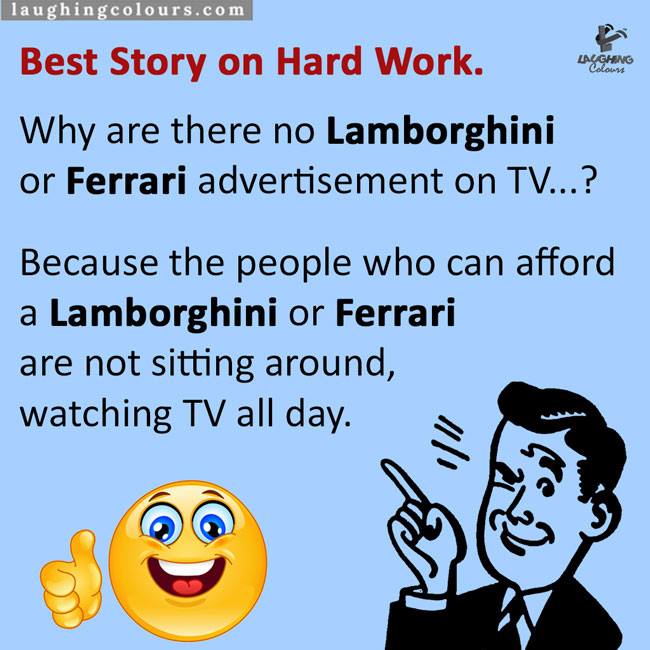 laughingcolours.com
LAUGHING
Colours
Best Story on Hard Work.
Why are there no Lamborghini
or Ferrari advertisement on TV...?
Because the people who can afford
a Lamborghini or Ferrari
are not sitting around,
watching TV all day.